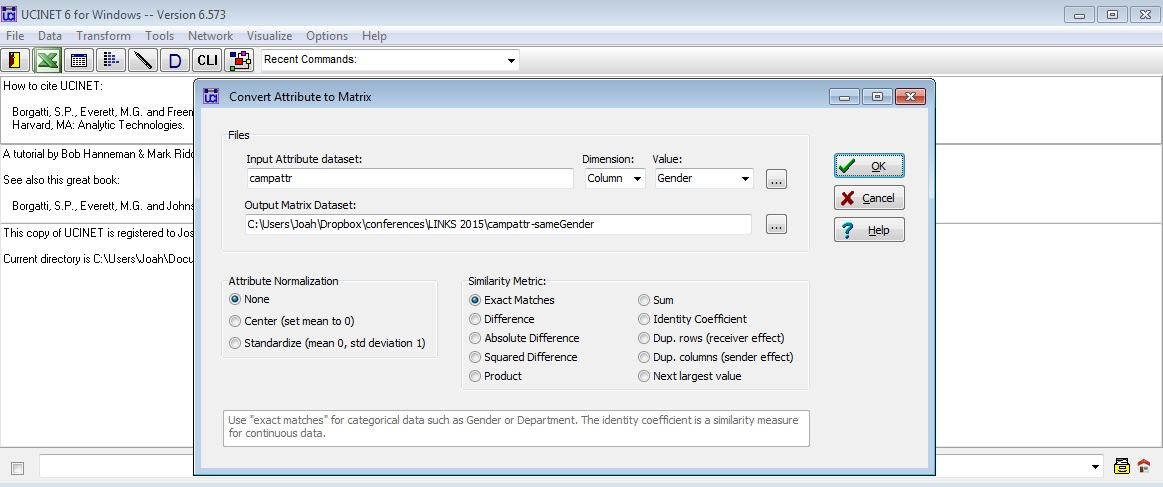 UCINET 6 for Windows -- Version 6.573
File Data Transform Tools Network Visualize Options Help
D CLI Recent Commands:
How to cite UCINET:
Borgatti, S.P., Everett, M.G. and
Harvard, MA: Analytic Technologies.
A tutorial by Bob Hanneman & Mark
See also this great book:
Borgatti, S.P., Everett, M.G. and
This copy of UCINET is registered to
Current directory is
Convert Attribute to Matrix
Files
Input Attribute dataset: Dimension: Value:
campattr Column Gender ...
Output Matrix Dataset:
C:\Users\Joah\Dropbox\conferences\LINKS 2015\campattr-sameGender ...
OK
Cancel
Help
Attribute Normalization
None
Center (set mean to 0)
Standardize (mean 0, std deviation 1)
Similarity Metric:
Exact Matches Sum
Difference Identity Coefficient
Absolute Difference Dup. rows (receiver effect)
Squared Difference Dup. columns (sender effect)
Product Next largest value
Use "exact matches" for categorical data such as Gender or Department. The identity coefficient is a similarity measure
for continuous data.